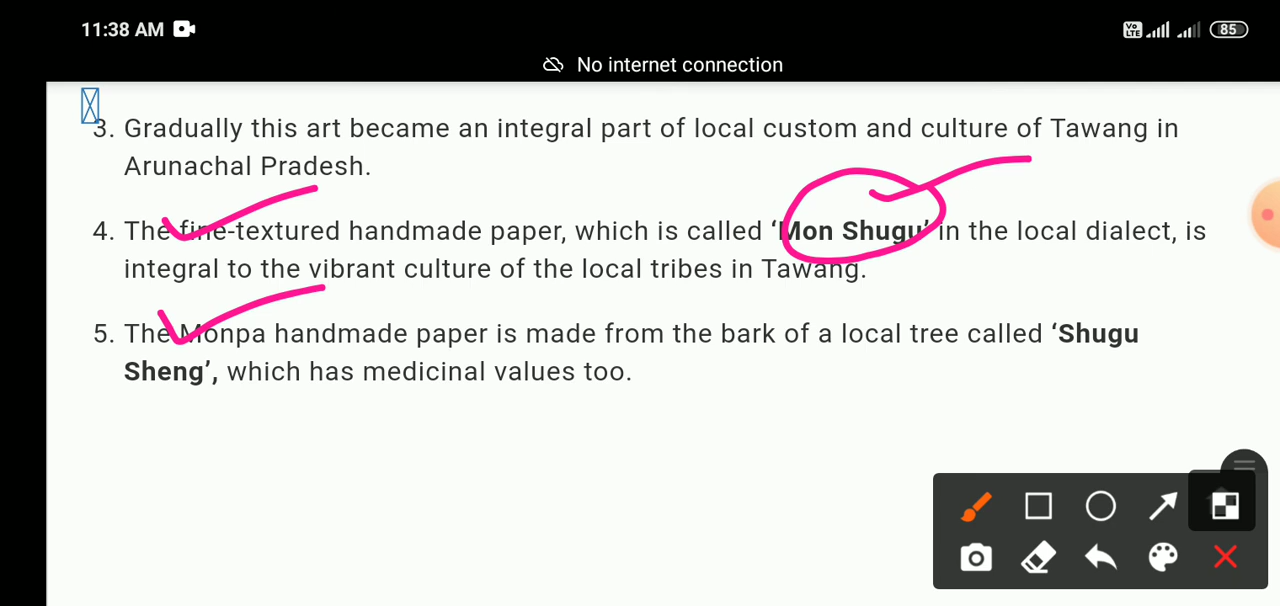 11:38 AM
Vo LTE 85
No internet connection
3. Gradually this art became an integral part of local custom and culture of Tawang in
Arunachal Pradesh.
4. The fine-textured handmade paper, which is called ‘Mon Shugu’ in the local dialect, is
integral to the vibrant culture of the local tribes in Tawang.
5. The Monpa handmade paper is made from the bark of a local tree called ‘Shugu
Sheng’, which has medicinal values too.